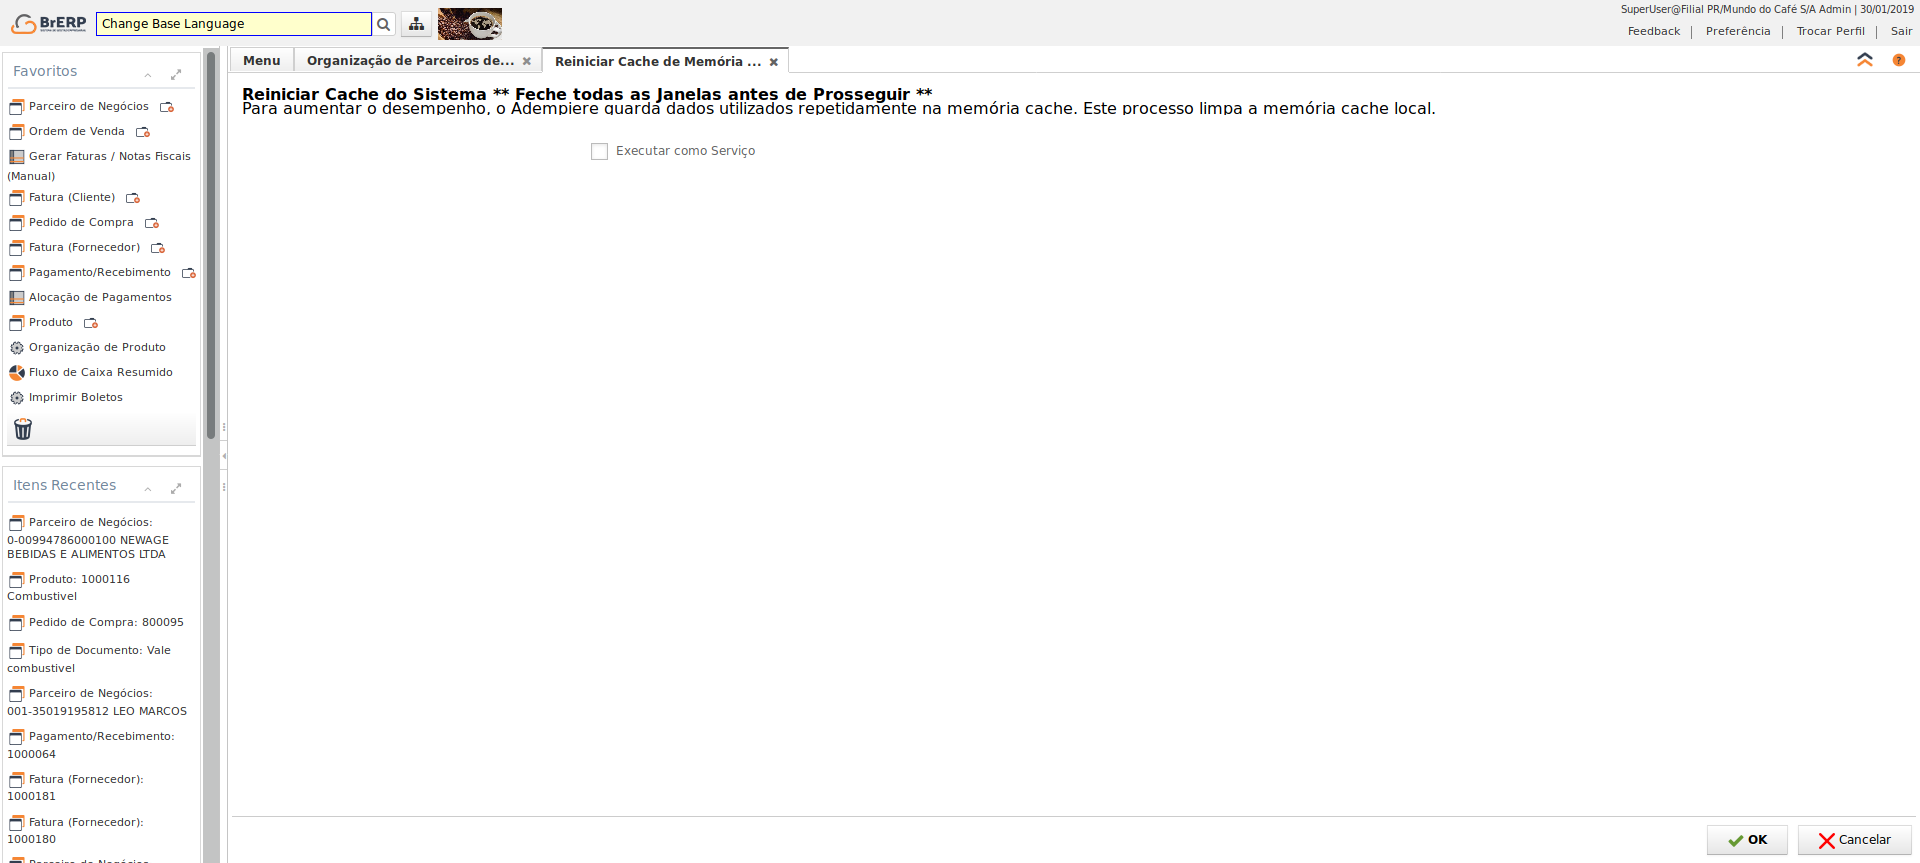 BrERP
Change Base Language
SuperUser@Filial PR/Mundo do Café S/A Admin | 30/01/2019
Feedback | Preferência | Trocar Perfil | Sair
Favoritos
Parceiro de Negócios
Ordem de Venda
Gerar Faturas / Notas Fiscais
(Manual)
Fatura (Cliente)
Pedido de Compra
Fatura (Fornecedor)
Pagamento/Recebimento
Alocação de Pagamentos
Produto
Organização de Produto
Fluxo de Caixa Resumido
Imprimir Boletos
Itens Recentes
Parceiro de Negócios:
0-00994786000100 NEWAGE
BEBIDAS E ALIMENTOS LTDA
Produto: 1000116
Combustivel
Pedido de Compra: 800095
Tipo de Documento: Vale
combustivel
Parceiro de Negócios:
001-35019195812 LEO MARCOS
Pagamento/Recebimento:
1000064
Fatura (Fornecedor):
1000181
Fatura (Fornecedor):
1000180
Parceiro de Negócios
Menu
Organização de Parceiros de...
Reiniciar Cache de Memória ...
Reiniciar Cache do Sistema ** Feche todas as Janelas antes de Prosseguir **
Para aumentar o desempenho, o Adempiere guarda dados utilizados repetidamente na memória cache. Este processo limpa a memória cache local.
Executar como Serviço
OK
Cancelar